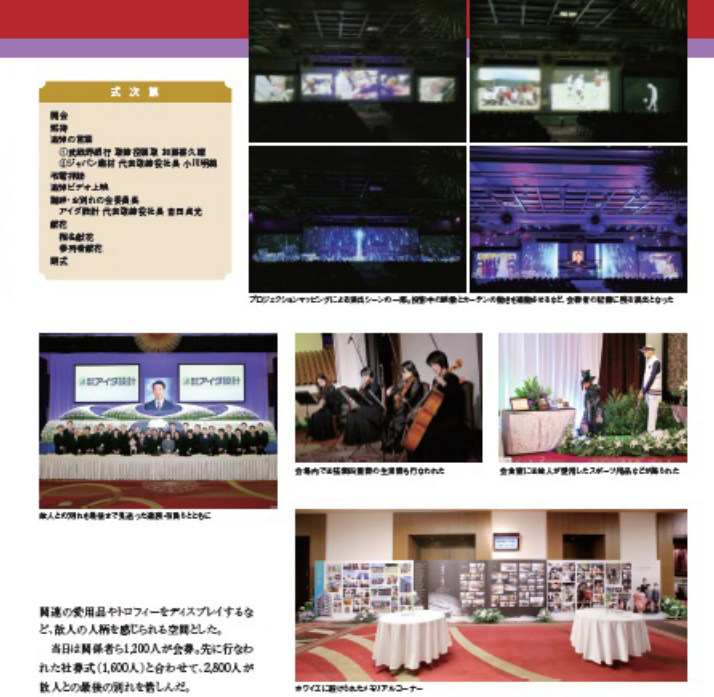 式 次 第
開会
黙祷
追悼の言葉
①武蔵野銀行 取締役頭取 加藤喜久雄
②ジャパン建材 代表取締役社長 小川明範
弔電拝読
追悼ビデオ上映
謝辞・お別れの会委員長
アイダ設計 代表取締役社長 會田貞光
献花
指名献花
参列者献花
閉式
プロジェクションマッピングによる演出シーンの一部。投影中の映像とカーテンの動きを連動させるなど、会葬者の記憶に残る演出となった
アイダ設計
アイダ設計
会場内では弦楽四重奏の生演奏も行なわれた
会食室には故人が愛用したスポーツ用品などが飾られた
故人との別れを最後まで見送った遺族・役員らとともに
関連の愛用品やトロフィーをディスプレイするな
ど、故人の人柄を感じられる空間とした。
当日は関係者ら1,200人が会葬。先に行なわ
れた社葬式（1,600人）と合わせて、2,800人が
故人との最後の別れを惜しんだ。
ホワイエに設けられたメモリアルコーナー